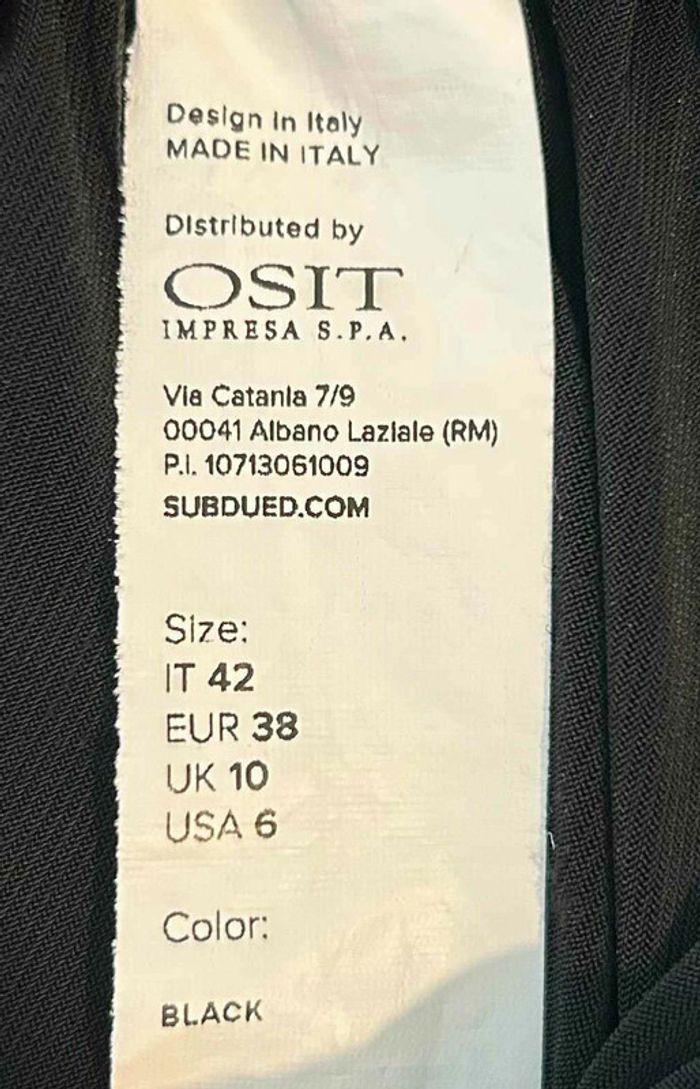 Design in Italy
MADE IN ITALY
Distributed by
OSIT
IMPRESA S.P.A.
Via Catania 7/9
00041 Albano Laziale (RM)
P.I. 10713061009
SUBDUED.COM
Size:
IT 42
EUR 38
UK 10
USA 6
Color:
BLACK